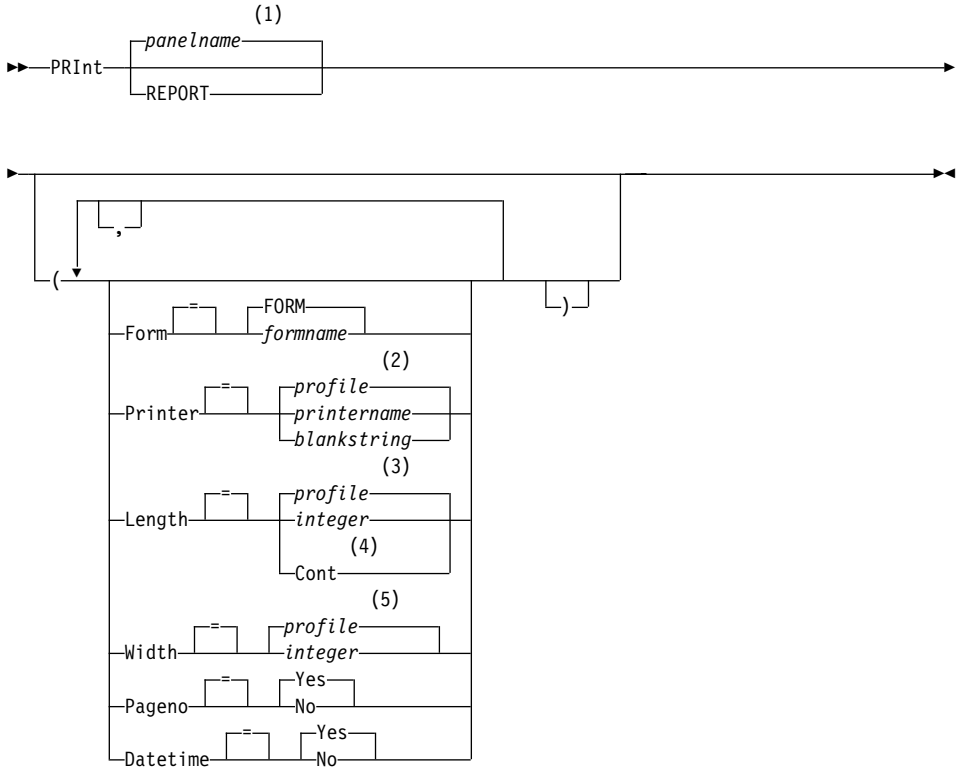 (1)
panelname
PRInt
REPORT
,
(
)
= FORM
Form formname
(2)
= profile
Printer printername
blankstring
(3)
= profile
Length integer
(4)
Cont
(5)
= profile
Width integer
= Yes
Pageno No
= Yes
Datetime No